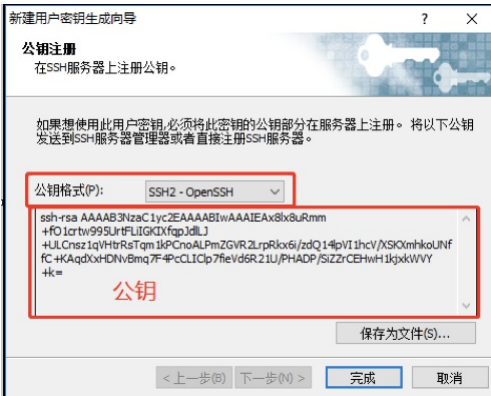 新建用户密钥生成向导
?
×
公钥注册
在SSH服务器上注册公钥。
如果想使用此用户密钥,必须将此密钥的公钥部分在服务器上注册。 将以下公钥
发送到SSH服务器管理器或者直接注册SSH服务器。
公钥格式(P):
SSH2 - OpenSSH
ssh-rsa AAAAB3NzaC1yc2EAAAABIwAAAIEAx8lx8uRmm
+fO1crtw995UrtFLiIGKIXfqpJdlLJ
+ULCnsz1qVHtrRsTqm1kPCnoALPmZGVR2LrpRkx6i/zdQ14lpVI1hcV/XSKXmhkoUNf
fC+KAqdXxHDNvBmq7F4PcCLIClp7fieVd6R21U/PHADP/SiZZrCEHwH1kjxkWVY
+k=
公钥
保存为文件(S)...
<上一步(B)
下一步(N) >
完成
取消